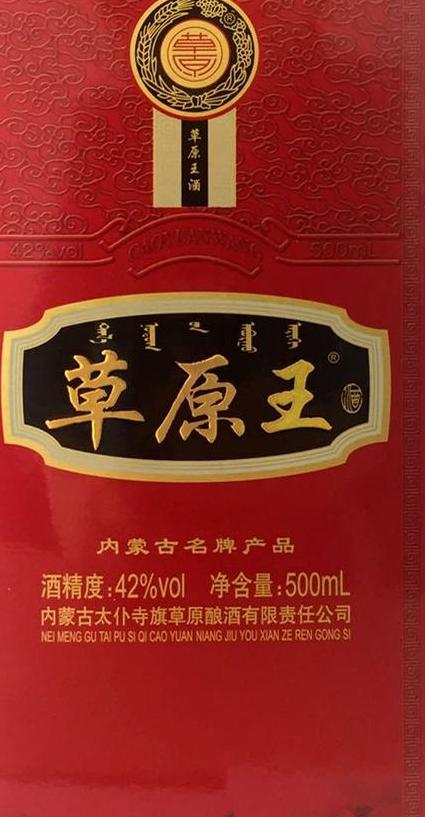 ®
草原王酒
42%vol
CAOYUANWANG
500mL
草原王®
酒
内蒙古名牌产品
酒精度:42%vol 净含量:500mL
内蒙古太仆寺旗草原酿酒有限责任公司
NEI MENG GU TAI PU SI QI CAO YUAN NIANG JIU YOU XIAN ZE REN GONG SI